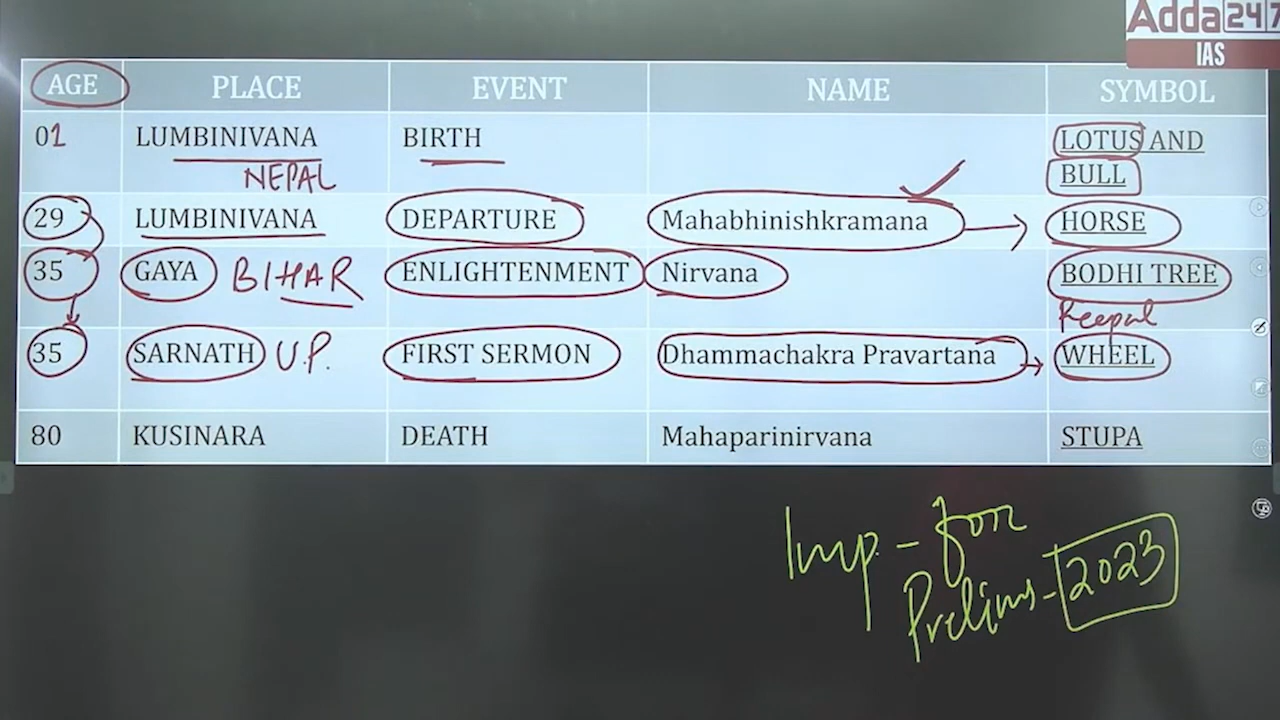 Adda247
IAS
AGE PLACE EVENT NAME SYMBOL
01 LUMBINIVANA BIRTH LOTUS AND
NEPAL BULL
29 LUMBINIVANA DEPARTURE Mahabhinishkramana HORSE
35 GAYA BIHAR ENLIGHTENMENT Nirvana BODHI TREE
Peepal
35 SARNATH U.P. FIRST SERMON Dhammachakra Pravartana WHEEL
80 KUSINARA DEATH Mahaparinirvana STUPA
Imp. - for
Prelims - 2023